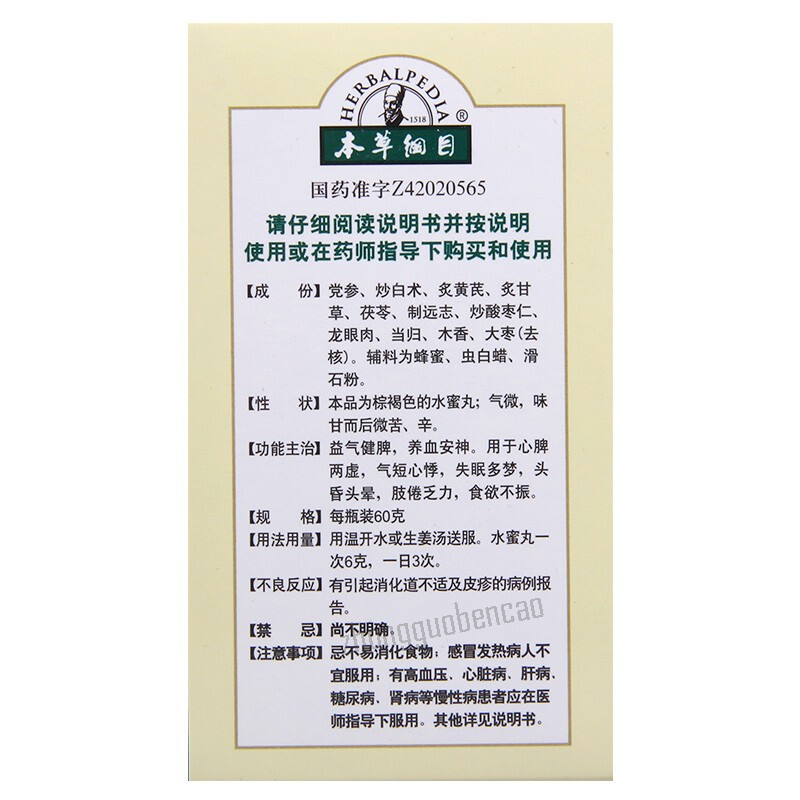 HERBALPEDIA
1518
®
本草纲目
国药准字Z42020565
请仔细阅读说明书并按说明
使用或在药师指导下购买和使用
【成　份】党参、炒白术、炙黄芪、炙甘
草、茯苓、制远志、炒酸枣仁、
龙眼肉、当归、木香、大枣(去
核)。辅料为蜂蜜、虫白蜡、滑
石粉。
【性　状】本品为棕褐色的水蜜丸；气微，味
甘而后微苦、辛。
【功能主治】益气健脾，养血安神。用于心脾
两虚，气短心悸，失眠多梦，头
昏头晕，肢倦乏力，食欲不振。
【规　格】每瓶装60克
【用法用量】用温开水或生姜汤送服。水蜜丸一
次6克，一日3次。
【不良反应】有引起消化道不适及皮疹的病例报
告。
【禁　忌】尚不明确。
zhongguobencao
【注意事项】忌不易消化食物；感冒发热病人不
宜服用；有高血压、心脏病、肝病、
糖尿病、肾病等慢性病患者应在医
师指导下服用。其他详见说明书。